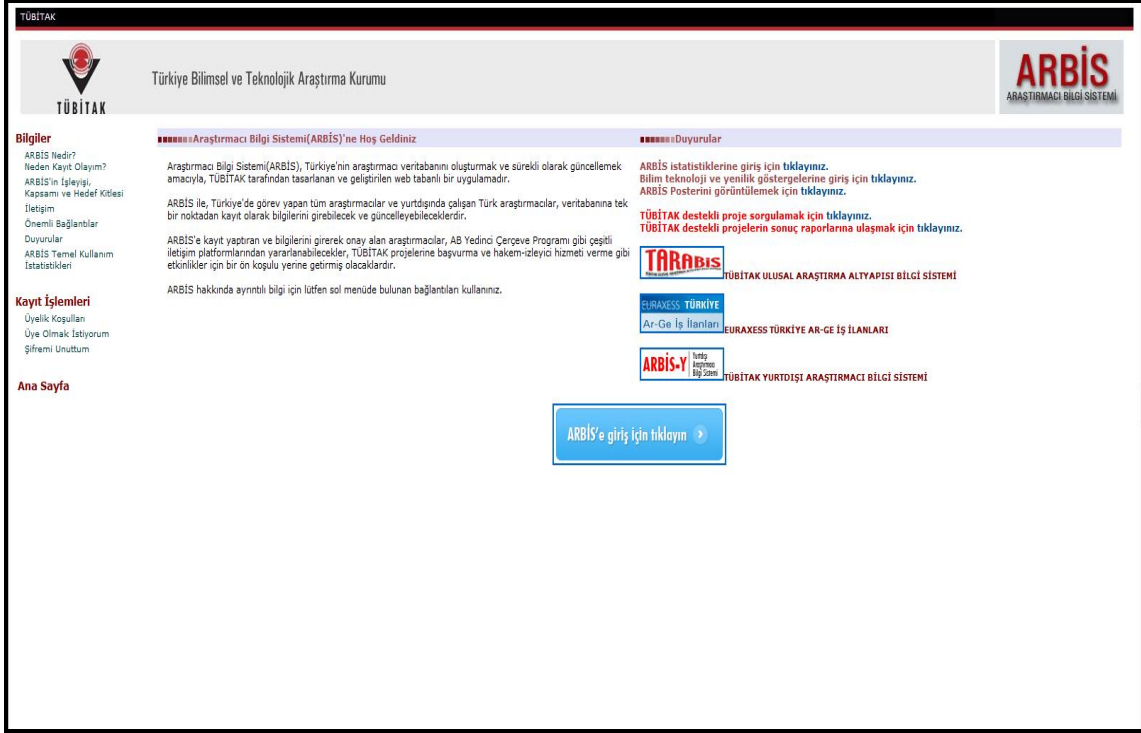 TÜBİTAK
TÜBİTAK
Türkiye Bilimsel ve Teknolojik Araştırma Kurumu
ARBİS
ARAŞTIRMACI BİLGİ SİSTEMİ
Bilgiler
ARBİS Nedir?
Neden Kayıt Olayım?
ARBİS'in İşleyişi,
Kapsamı ve Hedef Kitlesi
İletişim
Önemli Bağlantılar
Duyurular
ARBİS Temel Kullanım
İstatistikleri
Kayıt İşlemleri
Üyelik Koşulları
Üye Olmak İstiyorum
Şifremi Unuttum
Ana Sayfa
Araştırmacı Bilgi Sistemi(ARBİS)'ne Hoş Geldiniz
Araştırmacı Bilgi Sistemi(ARBİS), Türkiye'nin araştırmacı veritabanını oluşturmak ve sürekli olarak güncellemek
amacıyla, TÜBİTAK tarafından tasarlanan ve geliştirilen web tabanlı bir uygulamadır.
ARBİS ile, Türkiye'de görev yapan tüm araştırmacılar ve yurtdışında çalışan Türk araştırmacılar, veritabanına tek
bir noktadan kayıt olarak bilgilerini girebilecek ve güncelleyebileceklerdir.
ARBİS'e kayıt yaptıran ve bilgilerini girerek onay alan araştırmacılar, AB Yedinci Çerçeve Programı gibi çeşitli
iletişim platformlarından yararlanabilecekler, TÜBİTAK projelerine başvurma ve hakem-izleyici hizmeti verme gibi
etkinlikler için bir ön koşulu yerine getirmiş olacaklardır.
ARBİS hakkında ayrıntılı bilgi için lütfen sol menüde bulunan bağlantıları kullanınız.
Duyurular
ARBİS istatistiklerine giriş için tıklayınız.
Bilim teknoloji ve yenilik göstergelerine giriş için tıklayınız.
ARBİS Posterini görüntülemek için tıklayınız.
TÜBİTAK destekli proje sorgulamak için tıklayınız.
TÜBİTAK destekli projelerin sonuç raporlarına ulaşmak için tıklayınız.
TARABİS
TÜBİTAK ULUSAL ARAŞTIRMA ALTYAPISI BİLGİ SİSTEMİ
EURAXESS TÜRKİYE
Ar-Ge İş İlanları
EURAXESS TÜRKİYE AR-GE İŞ İLANLARI
ARBİS-Y
Yurtdışı
Araştırmacı
Bilgi Sistemi
TÜBİTAK YURTDIŞI ARAŞTIRMACI BİLGİ SİSTEMİ
ARBİS'e giriş için tıklayın